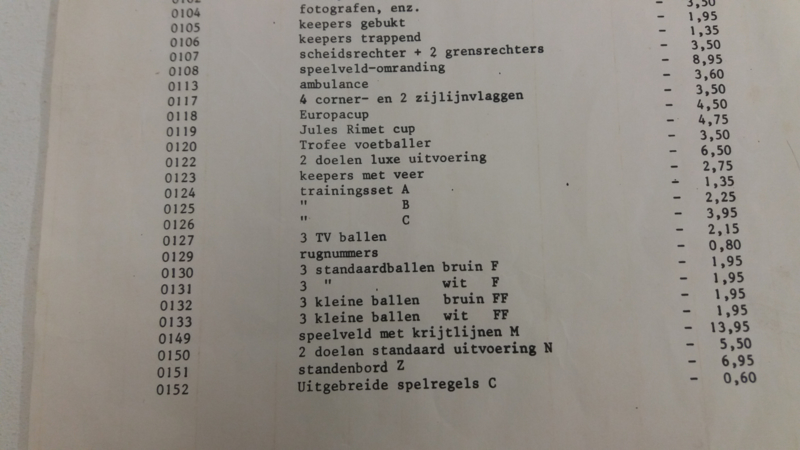 0104 fotografen, enz. - 3,50
0105 keepers gebukt - 1,95
0106 keepers trappend - 1,35
0107 scheidsrechter + 2 grensrechters - 3,50
0108 speelveld-omranding - 8,95
0113 ambulance - 3,60
0117 4 corner- en 2 zijlijnvlaggen - 3,50
0118 Europacup - 4,50
0119 Jules Rimet cup - 4,75
0120 Trofee voetballer - 3,50
0122 2 doelen luxe uitvoering - 6,50
0123 keepers met veer - 2,75
0124 trainingsset A - 1,35
0125 " B - 2,25
0126 " C - 3,95
0127 3 TV ballen - 2,15
0129 rugnummers - 0,80
0130 3 standaardballen bruin F - 1,95
0131 3 " wit F - 1,95
0132 3 kleine ballen bruin FF - 1,95
0133 3 kleine ballen wit FF - 1,95
0149 speelveld met krijtlijnen M - 13,95
0150 2 doelen standaard uitvoering N - 5,50
0151 standenbord Z - 6,95
0152 Uitgebreide spelregels C - 0,60